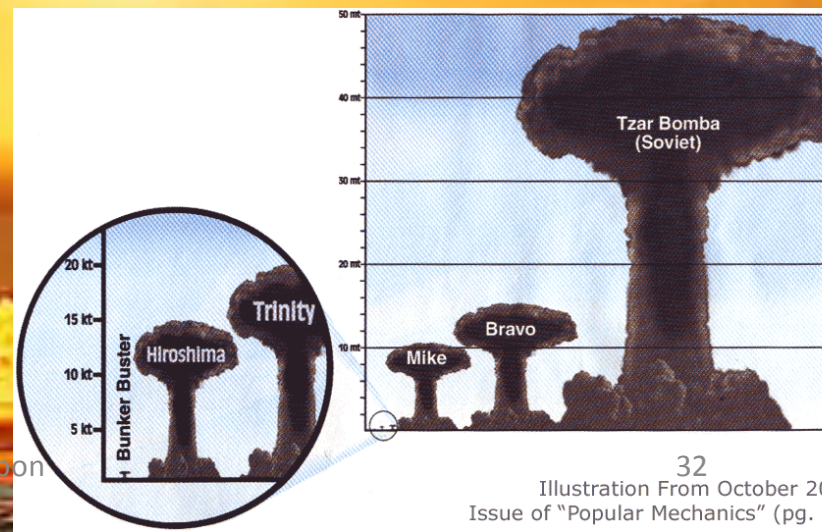 50 mt
40 mt
30 mt
20 mt
10 mt
Tzar Bomba
(Soviet)
Bravo
Mike
20 kt
15 kt
10 kt
5 kt
Bunker Buster
Hiroshima
Trinity
32
Illustration From October 20
Issue of "Popular Mechanics" (pg.